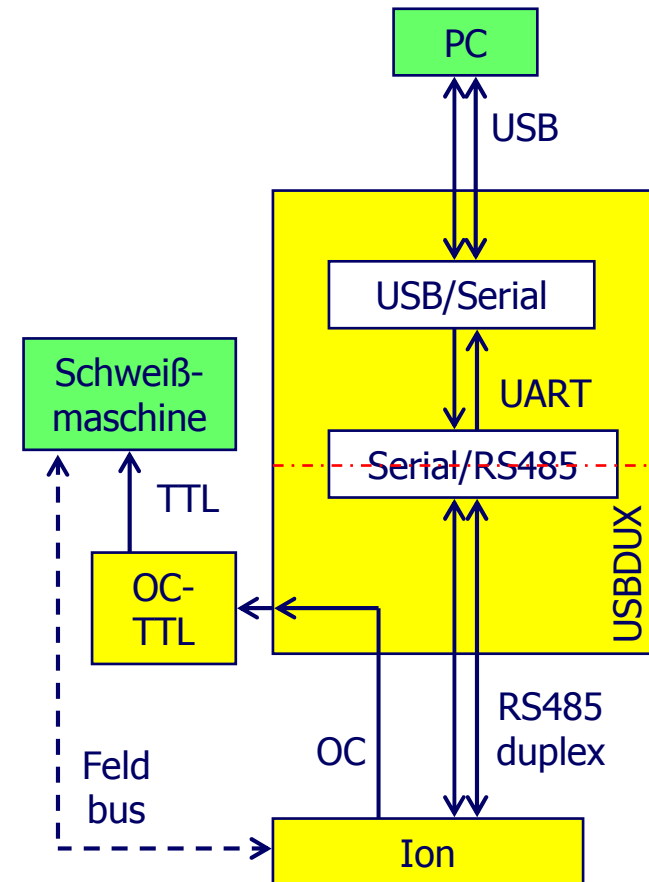 PC
USB
USB/Serial
UART
Serial/RS485
USBDUX
Schweiß-
maschine
TTL
OC-
TTL
OC
RS485
duplex
Feld
bus
Ion